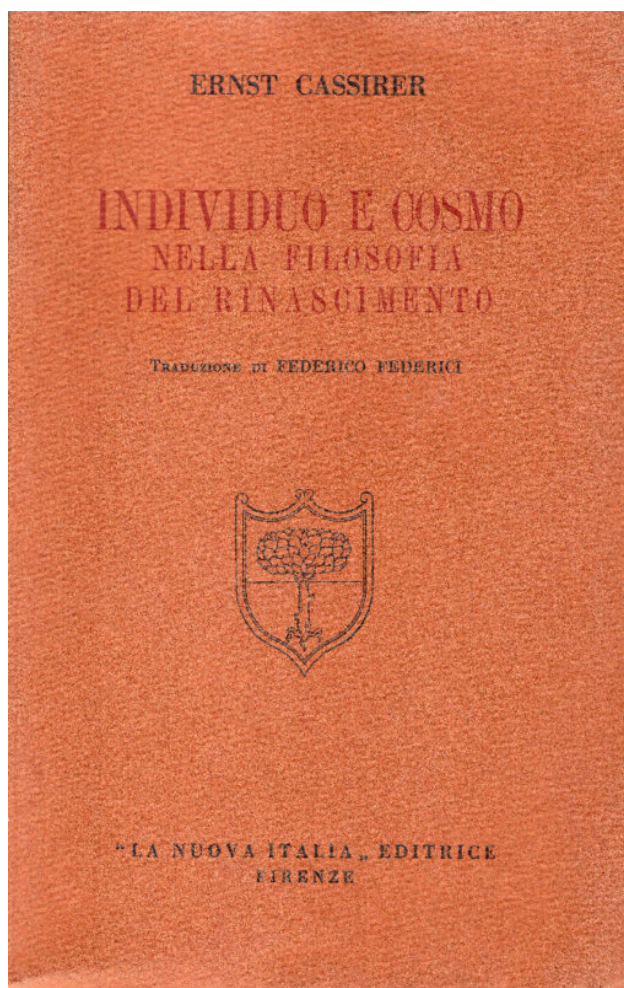 ERNST CASSIRER
INDIVIDUO E COSMO
NELLA FILOSOFIA
DEL RINASCIMENTO
TRADUZIONE DI FEDERICO FEDERICI
"LA NUOVA ITALIA„ EDITRICE
FIRENZE